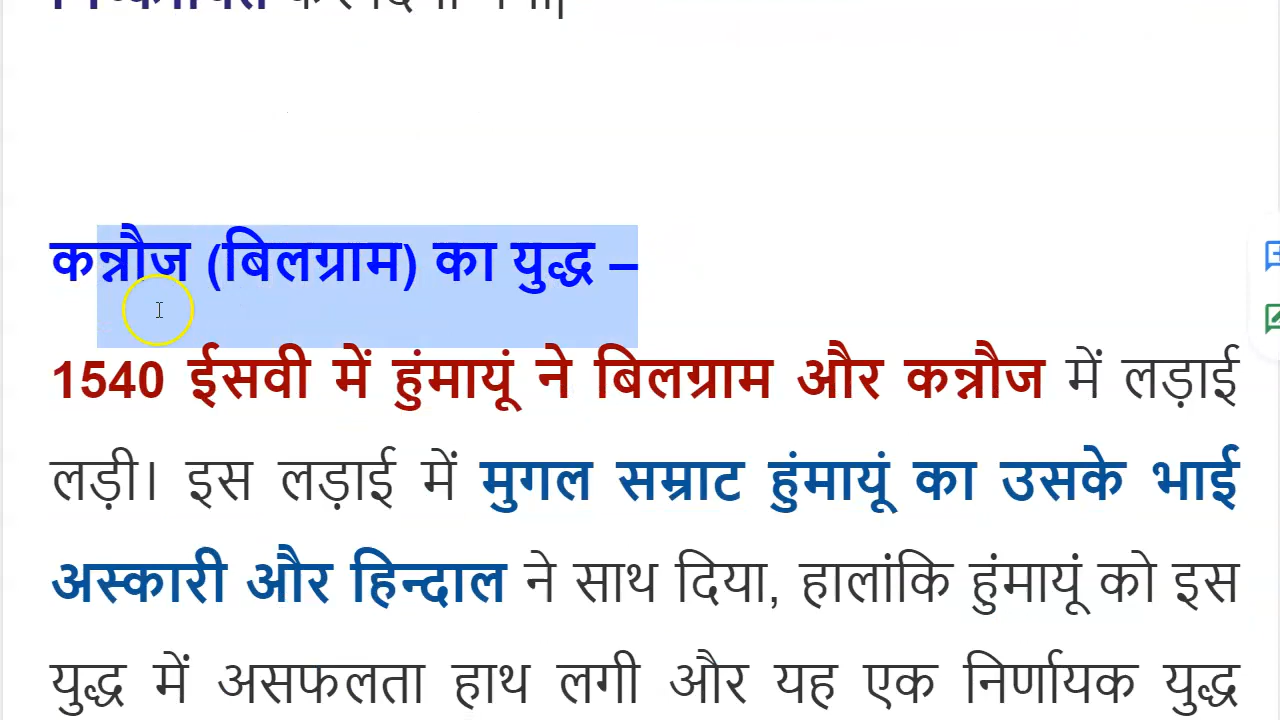 कन्नौज (बिलग्राम) का युद्ध –
1540 ईसवी में हुंमायूं ने बिलग्राम और कन्नौज में लड़ाई
लड़ी। इस लड़ाई में मुगल सम्राट हुंमायूं का उसके भाई
अस्कारी और हिन्दाल ने साथ दिया, हालांकि हुंमायूं को इस
युद्ध में असफलता हाथ लगी और यह एक निर्णायक युद्ध